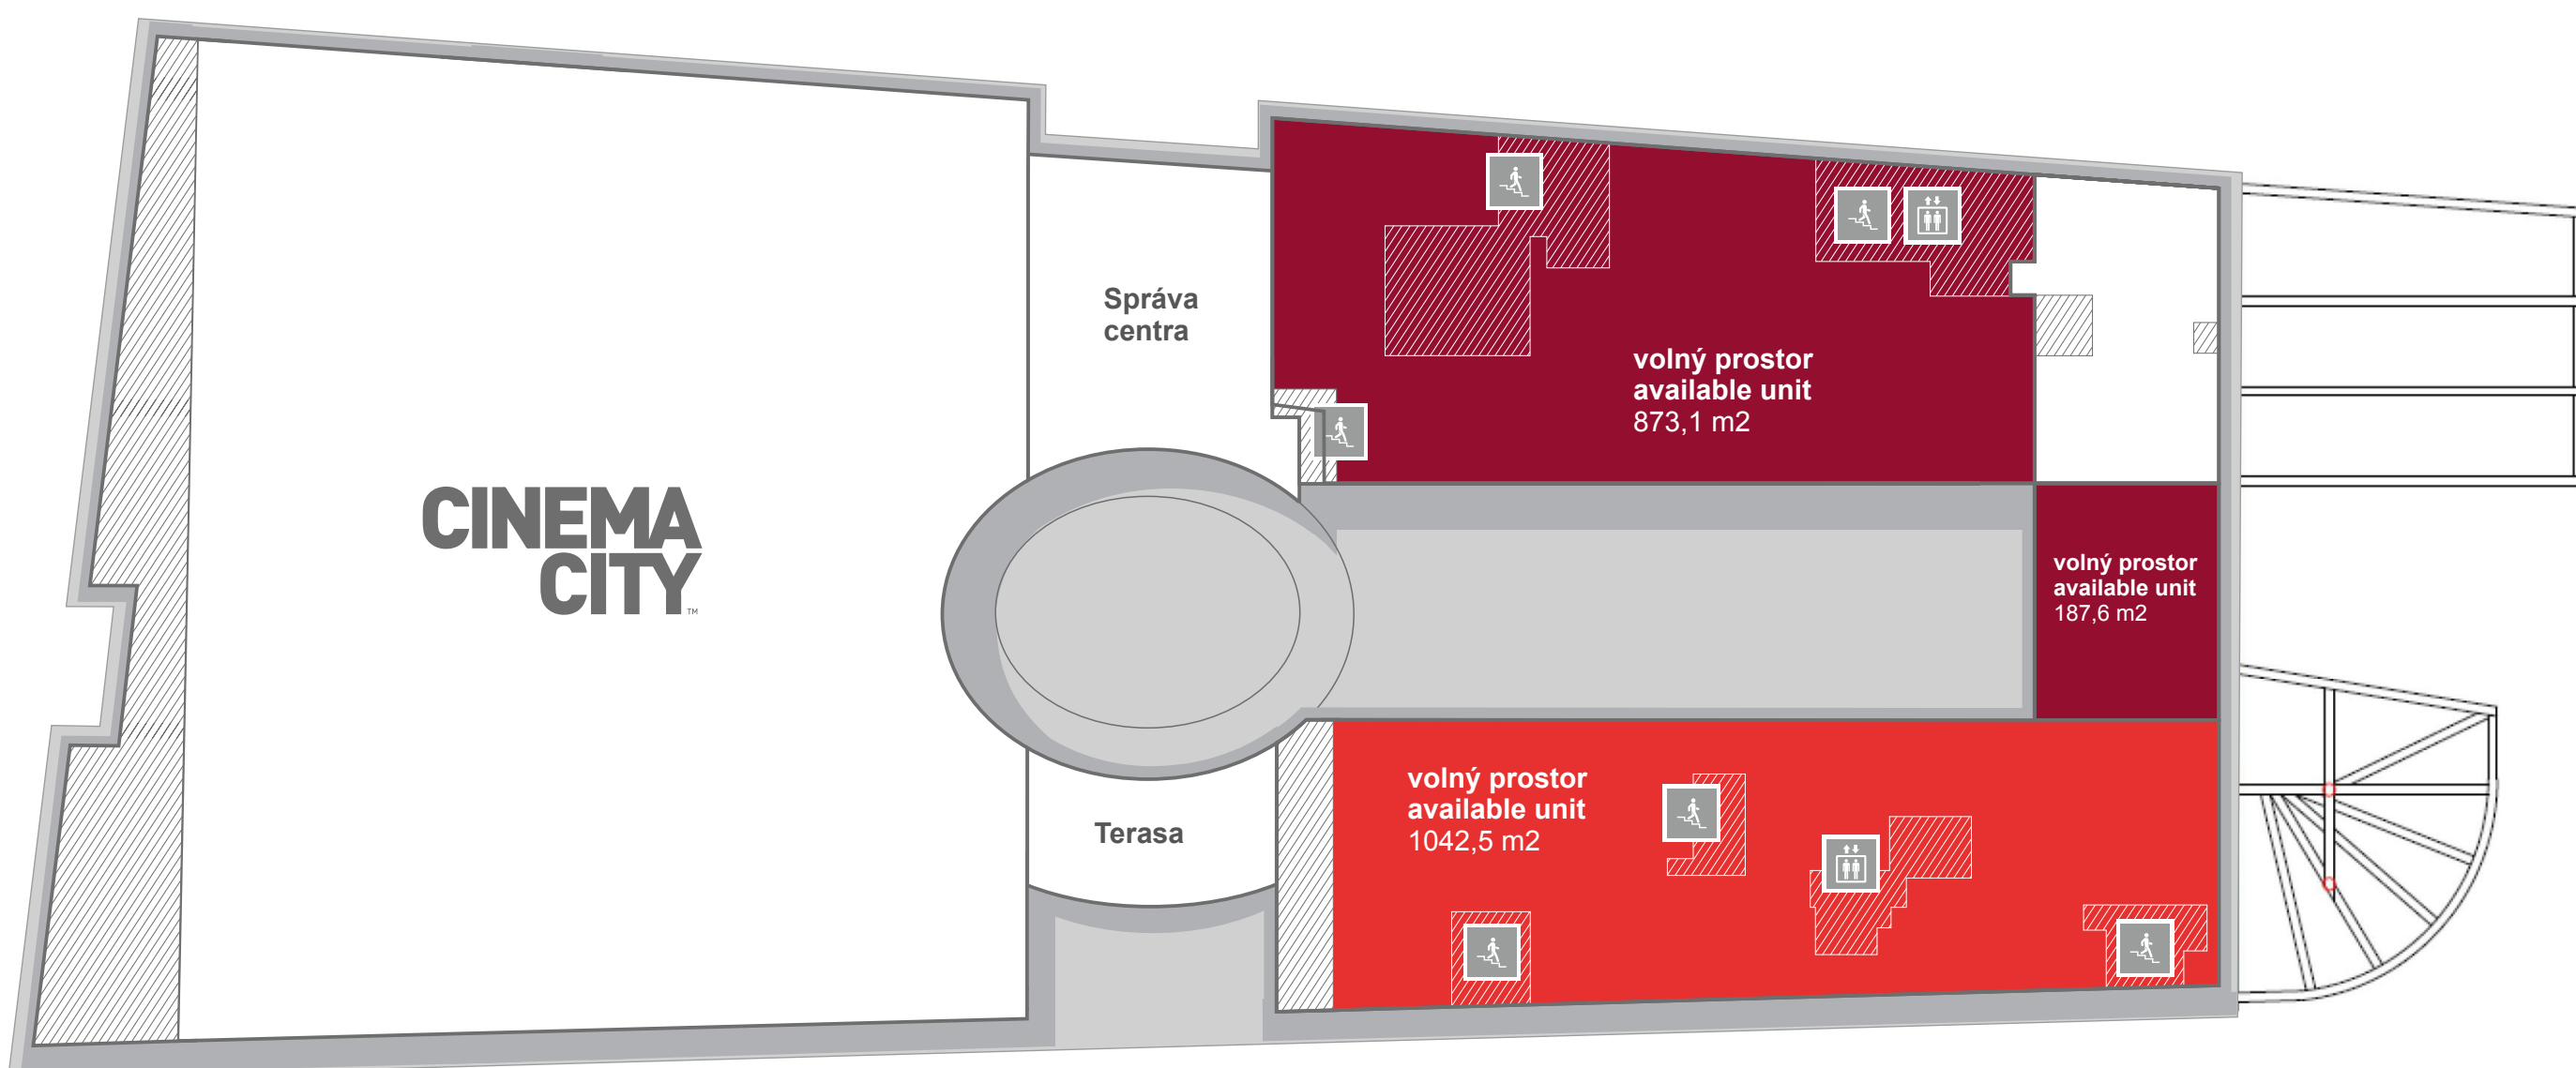 CINEMA
CITY™
Správa
centra
Terasa
volný prostor
available unit
873,1 m2
volný prostor
available unit
187,6 m2
volný prostor
available unit
1042,5 m2